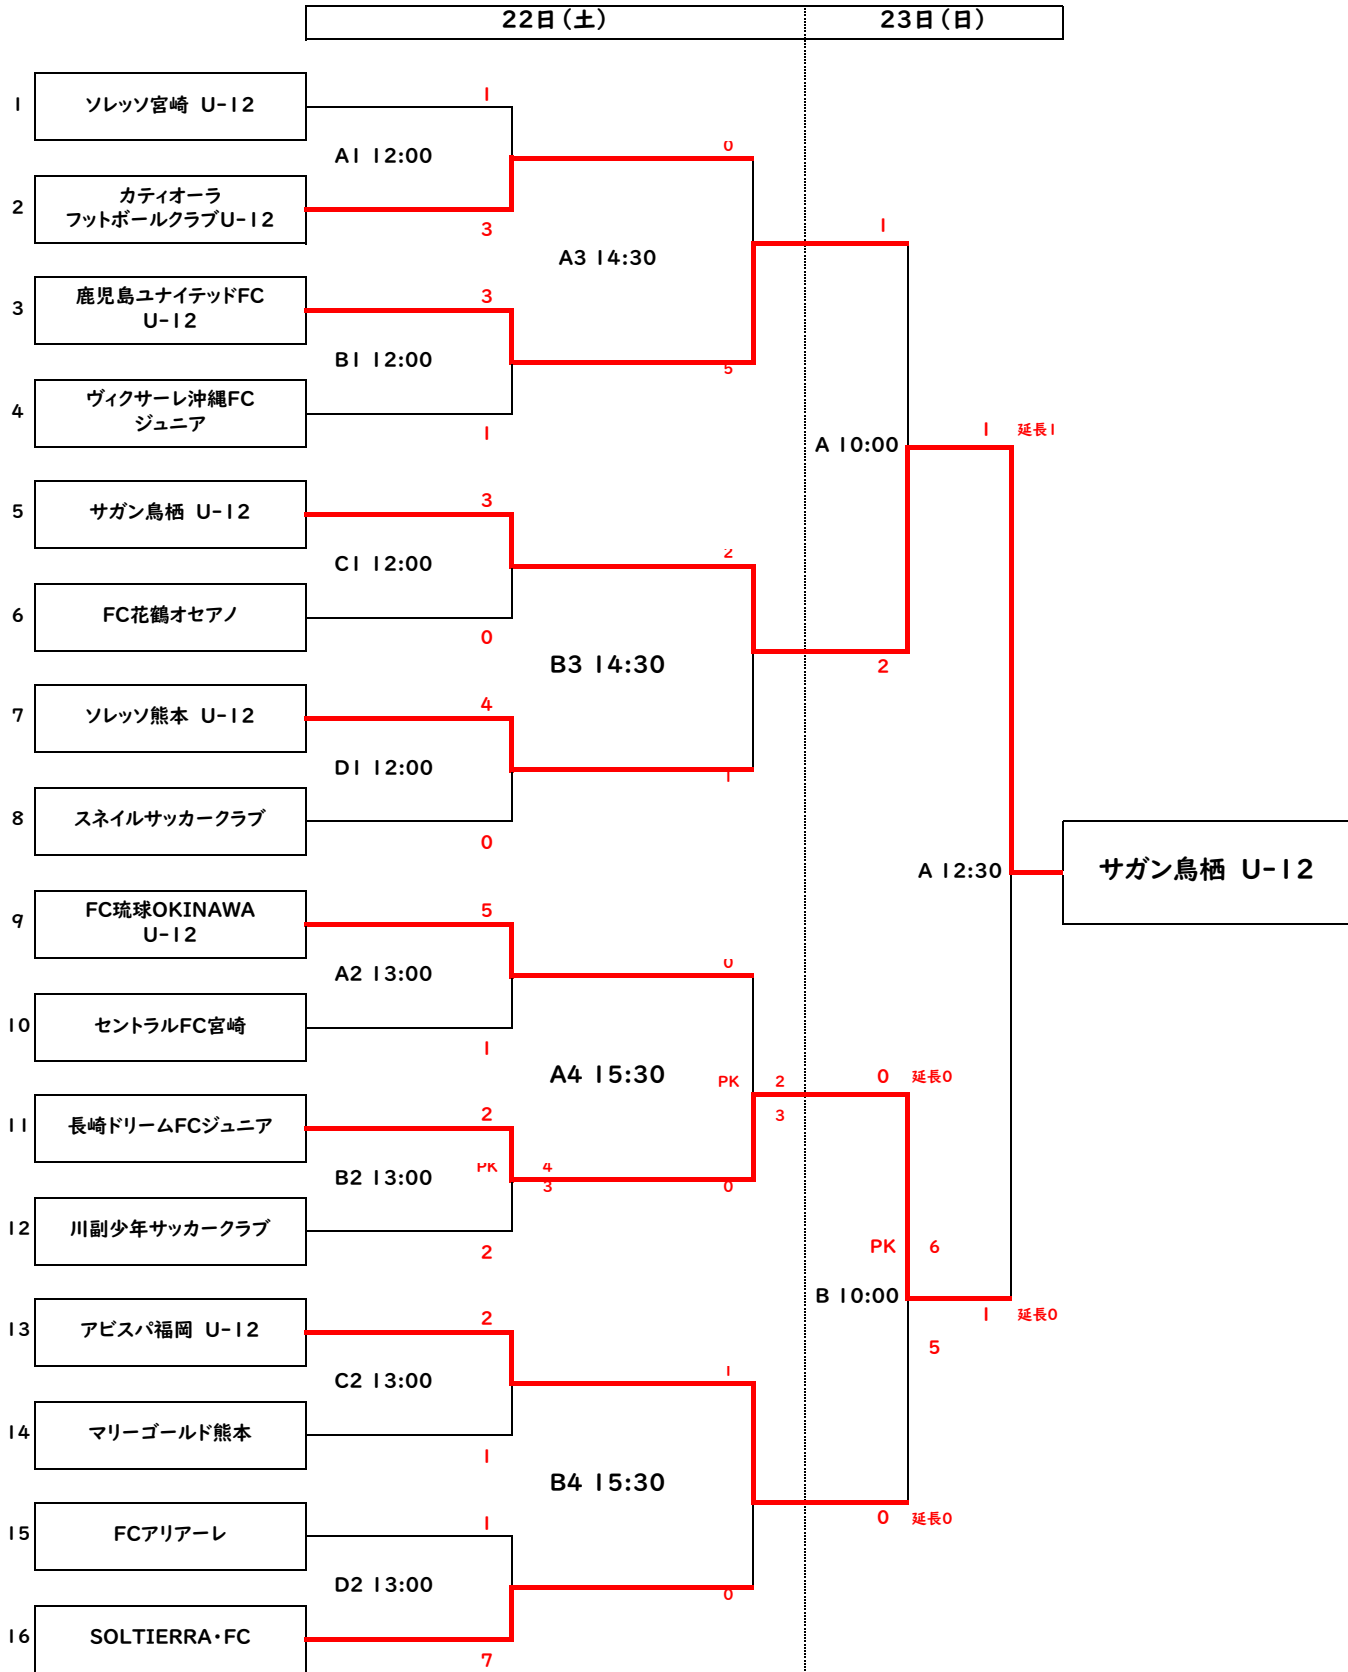 22日（土）
23日（日）
1
ソレッソ宮崎 U-12
1
A1 12:00
0
2
カティオーラ
フットボールクラブU-12
3
1
A3 14:30
3
鹿児島ユナイテッドFC
U-12
3
B1 12:00
5
4
ヴィクサーレ沖縄FC
ジュニア
1
A 10:00
1
延長1
5
サガン鳥栖 U-12
3
C1 12:00
2
6
FC花鶴オセアノ
0
B3 14:30
2
7
ソレッソ熊本 U-12
4
D1 12:00
1
8
スネイルサッカークラブ
0
A 12:30
サガン鳥栖 U-12
9
FC琉球OKINAWA
U-12
5
A2 13:00
0
10
セントラルFC宮崎
1
A4 15:30
PK
2
3
0
延長0
11
長崎ドリームFCジュニア
2
B2 13:00
PK
4
3
0
12
川副少年サッカークラブ
2
PK
6
B 10:00
1
延長0
5
13
アビスパ福岡 U-12
2
C2 13:00
1
14
マリーゴールド熊本
1
B4 15:30
0
延長0
15
FCアリアーレ
1
D2 13:00
0
16
SOLTIERRA・FC
7